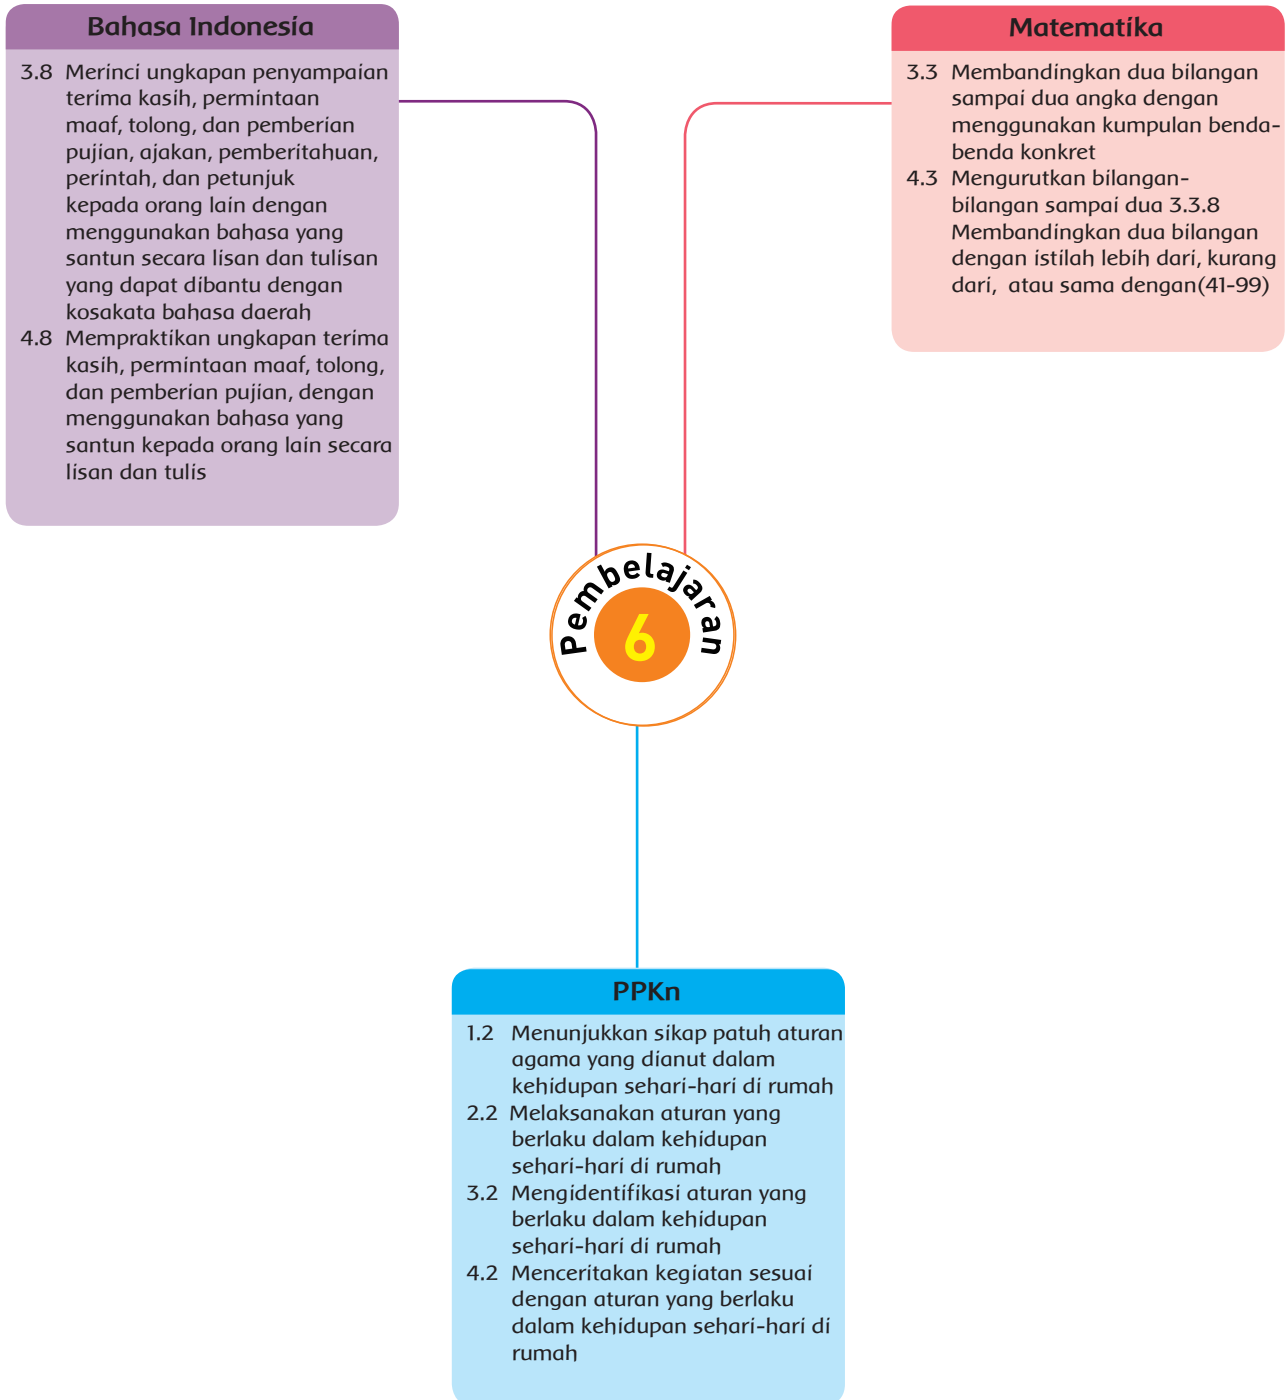 Bahasa Indonesia
3.8 Merinci ungkapan penyampaian
terima kasih, permintaan
maaf, tolong, dan pemberian
pujian, ajakan, pemberitahuan,
perintah, dan petunjuk
kepada orang lain dengan
menggunakan bahasa yang
santun secara lisan dan tulisan
yang dapat dibantu dengan
kosakata bahasa daerah
4.8 Mempraktikan ungkapan terima
kasih, permintaan maaf, tolong,
dan pemberian pujian, dengan
menggunakan bahasa yang
santun kepada orang lain secara
lisan dan tulis
Matematika
3.3 Membandingkan dua bilangan
sampai dua angka dengan
menggunakan kumpulan benda-
benda konkret
4.3 Mengurutkan bilangan-
bilangan sampai dua 3.3.8
Membandingkan dua bilangan
dengan istilah lebih dari, kurang
dari, atau sama dengan(41-99)
Pembelajaran
6
PPKn
1.2 Menunjukkan sikap patuh aturan
agama yang dianut dalam
kehidupan sehari-hari di rumah
2.2 Melaksanakan aturan yang
berlaku dalam kehidupan
sehari-hari di rumah
3.2 Mengidentifikasi aturan yang
berlaku dalam kehidupan
sehari-hari di rumah
4.2 Menceritakan kegiatan sesuai
dengan aturan yang berlaku
dalam kehidupan sehari-hari di
rumah